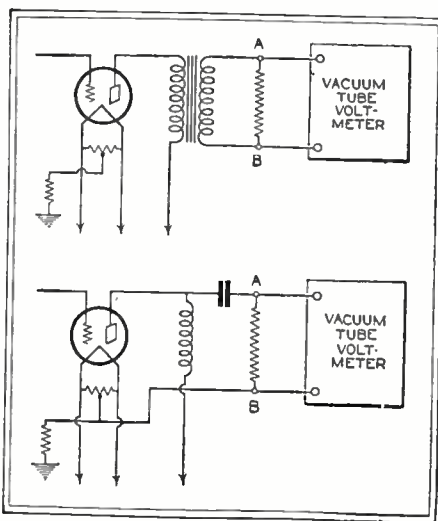 A
VACUUM
TUBE
VOLT-
METER
B
A
VACUUM
TUBE
VOLT-
METER
B